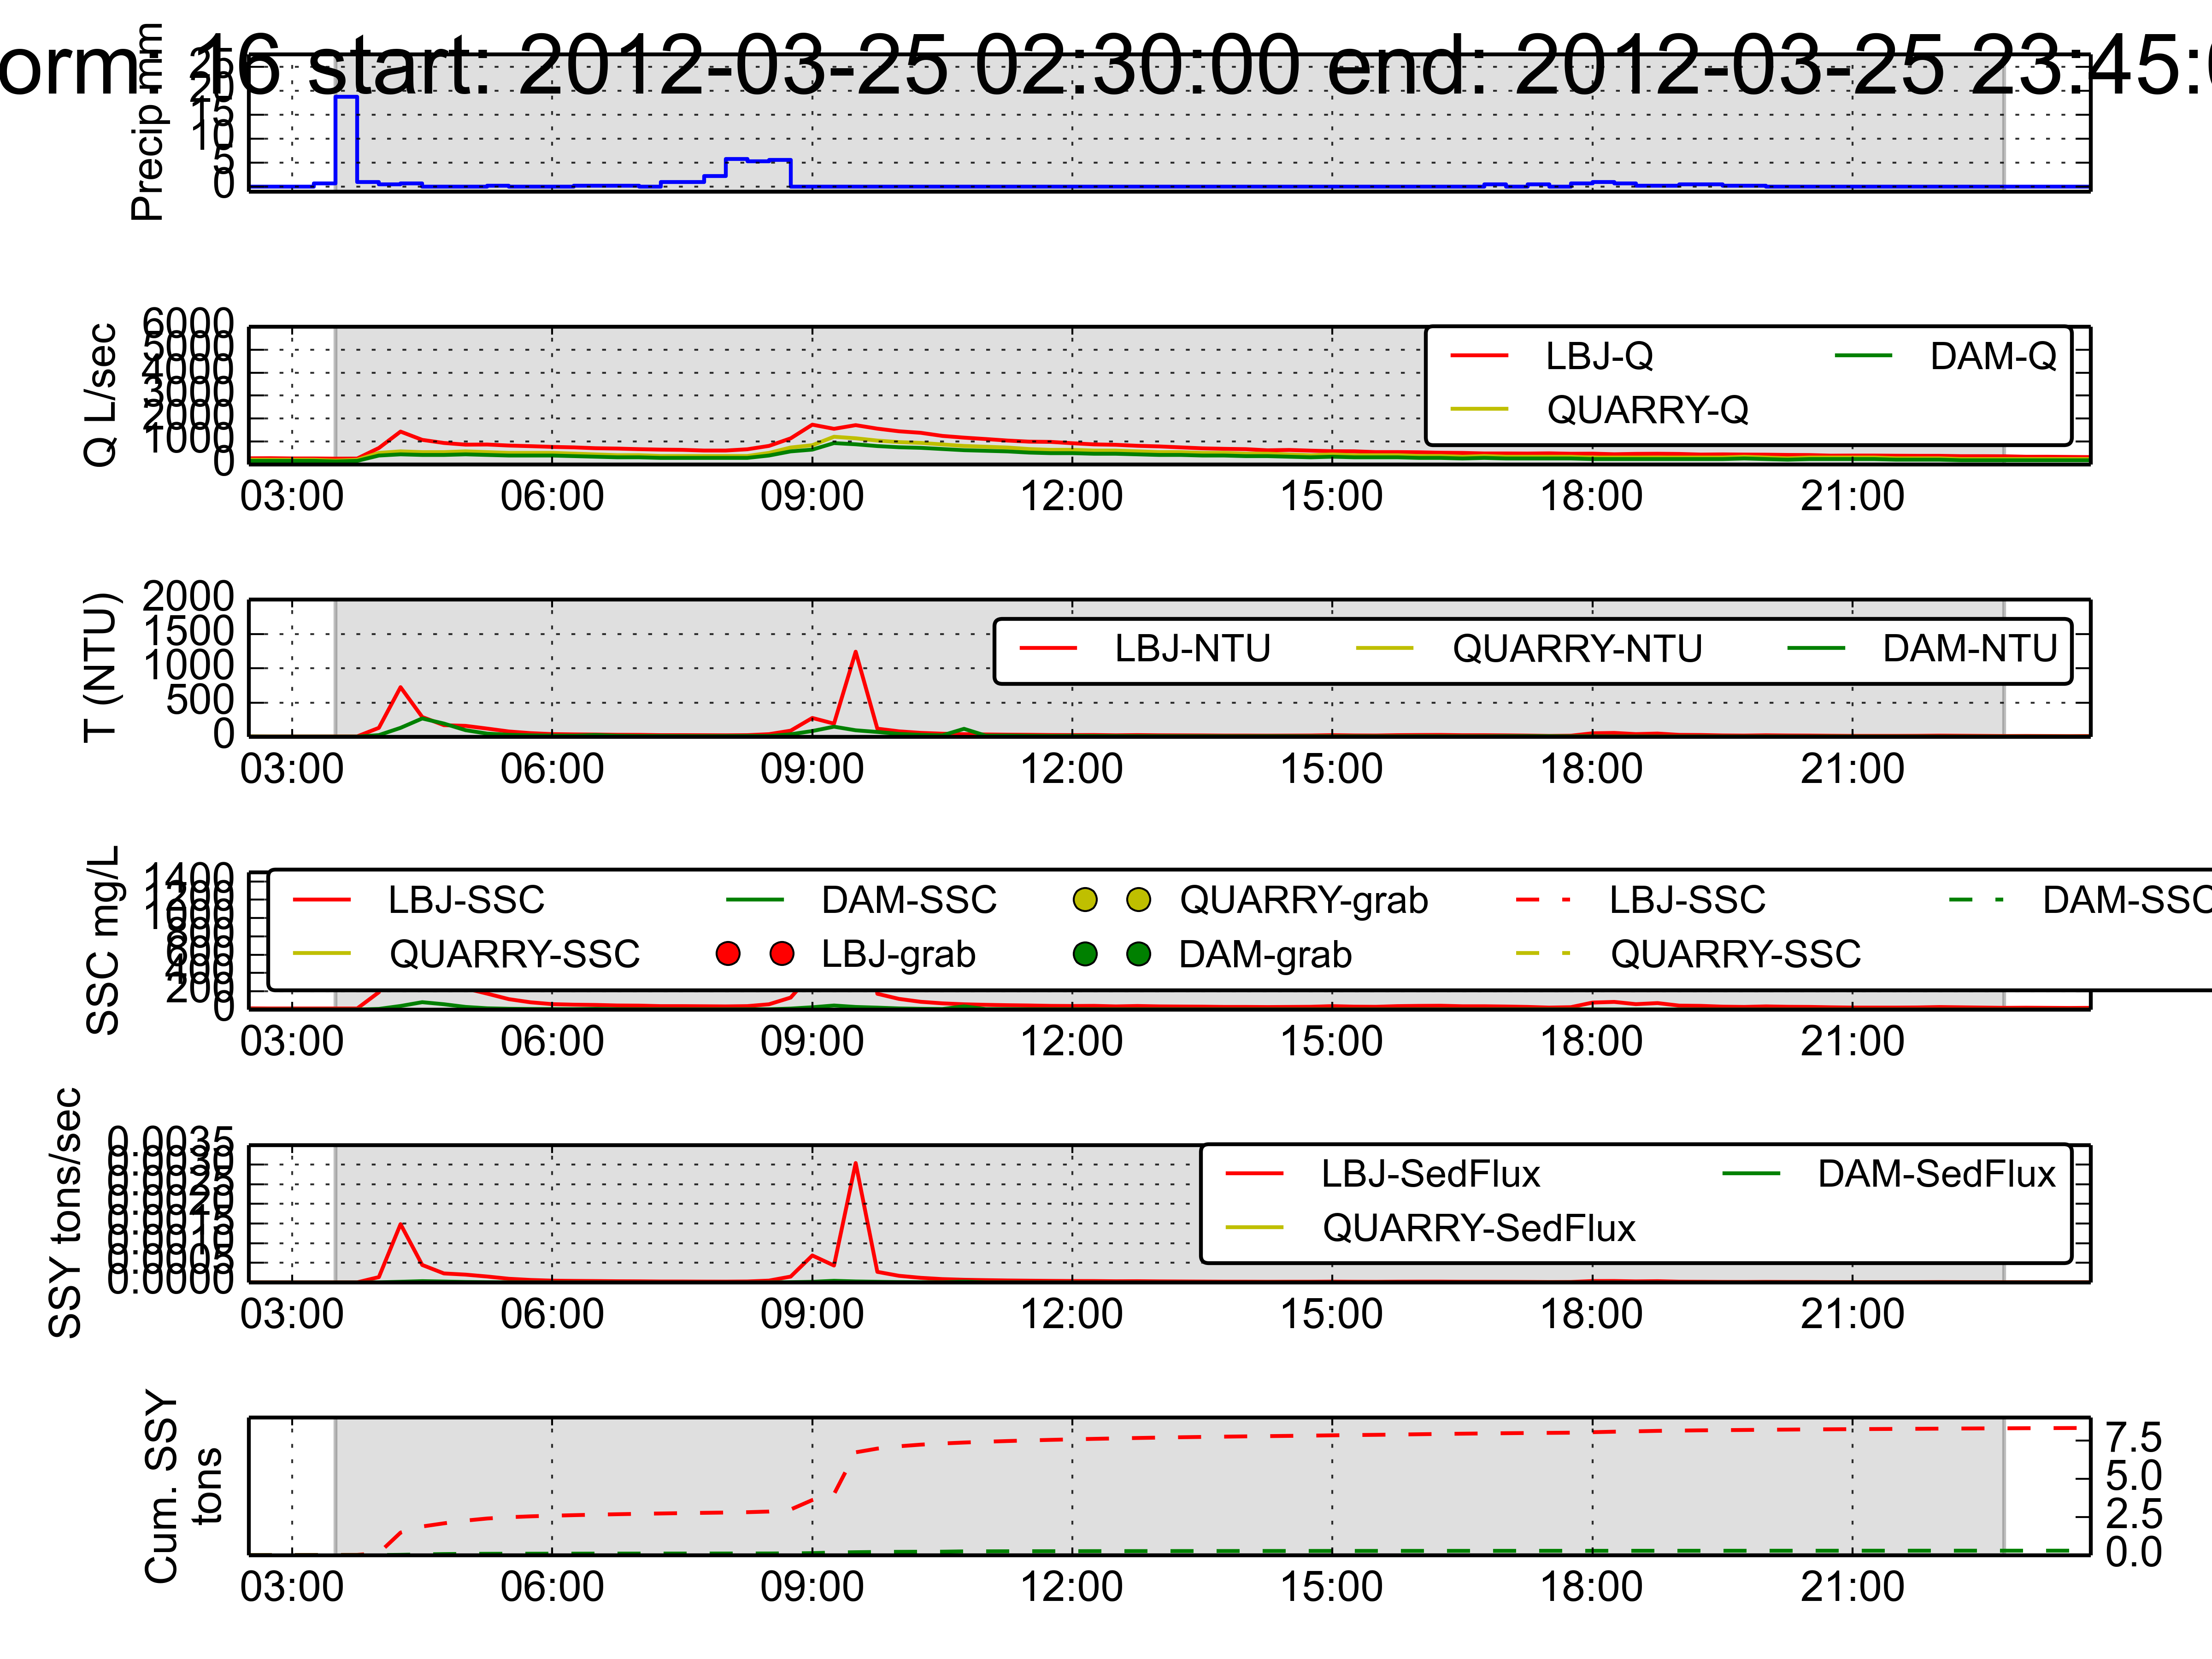 orm 16 start: 2012-03-25 02:30:00 end: 2012-03-25 23:45:0
Precip mm
25
20
15
10
5
0
Q L/sec
6000
5000
4000
3000
2000
1000
0
LBJ-Q
DAM-Q
QUARRY-Q
03:00 06:00 09:00 12:00 15:00 18:00 21:00
T (NTU)
2000
1500
1000
500
0
LBJ-NTU QUARRY-NTU DAM-NTU
03:00 06:00 09:00 12:00 15:00 18:00 21:00
SSC mg/L
1400
1200
1000
800
600
400
200
0
LBJ-SSC DAM-SSC QUARRY-grab LBJ-SSC DAM-SSC
QUARRY-SSC LBJ-grab DAM-grab QUARRY-SSC
03:00 06:00 09:00 12:00 15:00 18:00 21:00
SSY tons/sec
0.0035
0.0030
0.0025
0.0020
0.0015
0.0010
0.0005
0.0000
LBJ-SedFlux DAM-SedFlux
QUARRY-SedFlux
03:00 06:00 09:00 12:00 15:00 18:00 21:00
Cum. SSY
tons
7.5
5.0
2.5
0.0
03:00 06:00 09:00 12:00 15:00 18:00 21:00